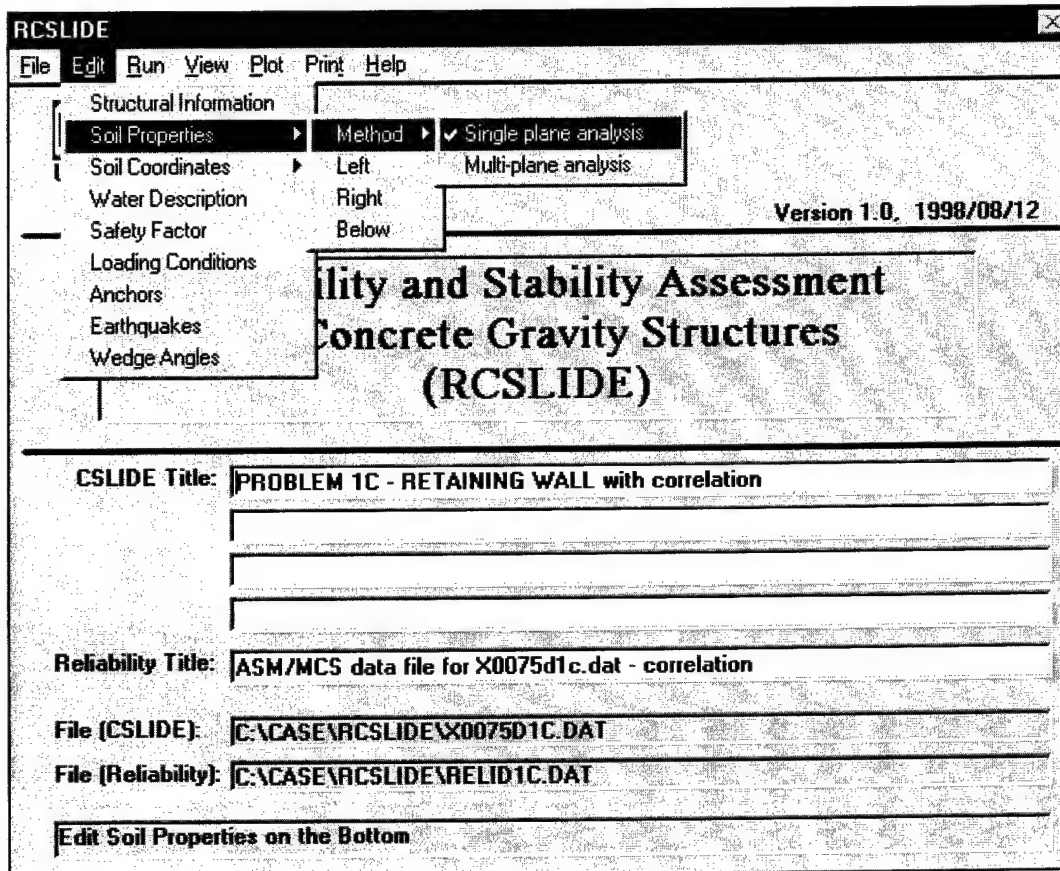 RCSLIDE
File Edit Run View Plot Print Help
Structural Information
Soil Properties Method ✓ Single plane analysis
Soil Coordinates Left Multi-plane analysis
Water Description Right
Safety Factor Below
Version 1.0, 1998/08/12
Loading Conditions
Anchors
Earthquakes
Wedge Angles
ility and Stability Assessment
Concrete Gravity Structures
(RCSLIDE)
CSLIDE Title: PROBLEM 1C - RETAINING WALL with correlation
Reliability Title: ASM/MCS data file for X0075d1c.dat - correlation
File (CSLIDE): C:\CASE\RCSLIDE\X0075D1C.DAT
File (Reliability): C:\CASE\RCSLIDE\RELID1C.DAT
Edit Soil Properties on the Bottom